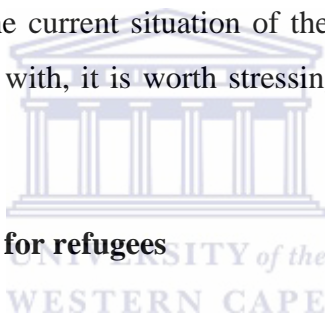 e current situation of the
with, it is worth stressin
for refugees
UNIVERSITY of the
WESTERN CAPE